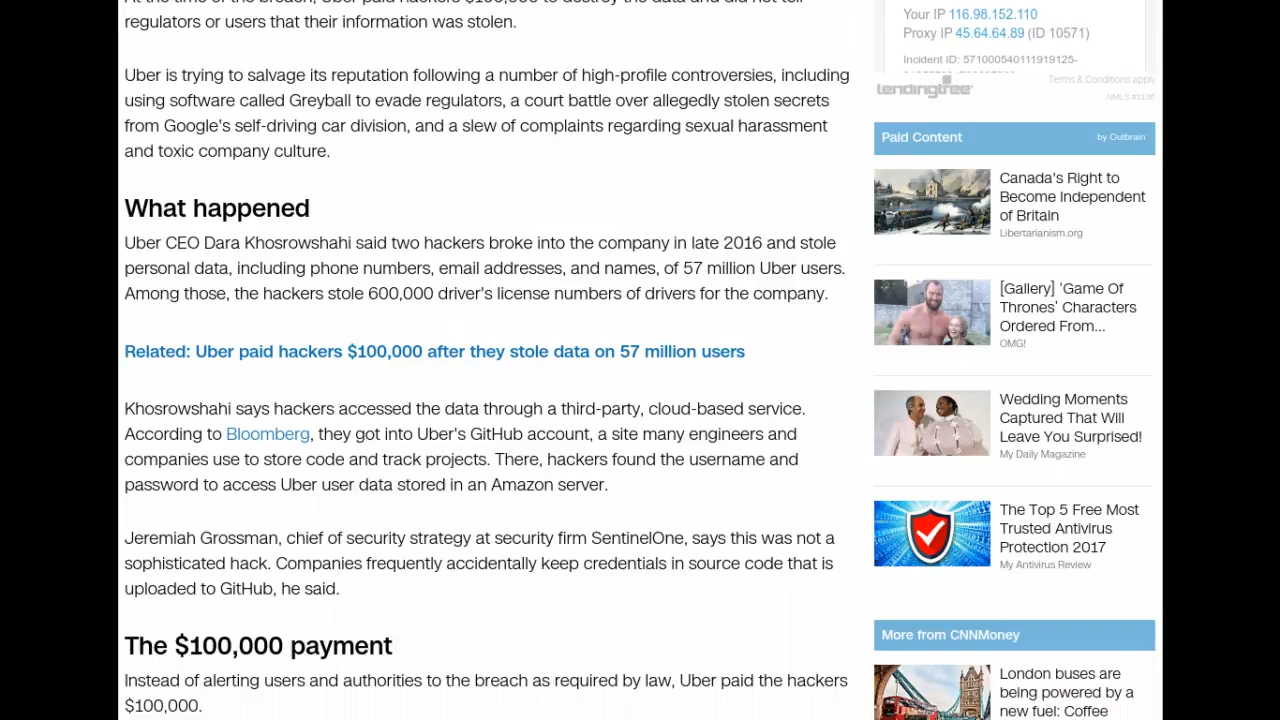 regulators or users that their information was stolen.
Uber is trying to salvage its reputation following a number of high-profile controversies, including
using software called Greyball to evade regulators, a court battle over allegedly stolen secrets
from Google's self-driving car division, and a slew of complaints regarding sexual harassment
and toxic company culture.
What happened
Uber CEO Dara Khosrowshahi said two hackers broke into the company in late 2016 and stole
personal data, including phone numbers, email addresses, and names, of 57 million Uber users.
Among those, the hackers stole 600,000 driver's license numbers of drivers for the company.
Related: Uber paid hackers $100,000 after they stole data on 57 million users
Khosrowshahi says hackers accessed the data through a third-party, cloud-based service.
According to Bloomberg, they got into Uber's GitHub account, a site many engineers and
companies use to store code and track projects. There, hackers found the username and
password to access Uber user data stored in an Amazon server.
Jeremiah Grossman, chief of security strategy at security firm SentinelOne, says this was not a
sophisticated hack. Companies frequently accidentally keep credentials in source code that is
uploaded to GitHub, he said.
The $100,000 payment
Instead of alerting users and authorities to the breach as required by law, Uber paid the hackers
$100,000.
Your IP 116.98.152.110
Proxy IP 45.64.64.89 (ID 10571)
Incident ID: 571000540111919125-
lendingtree
Terms & Conditions apply
NMLS #1136
Paid Content
by Outbrain
Canada's Right to
Become Independent
of Britain
Libertarianism.org
[Gallery] 'Game Of
Thrones' Characters
Ordered From...
OMG!
Wedding Moments
Captured That Will
Leave You Surprised!
My Daily Magazine
The Top 5 Free Most
Trusted Antivirus
Protection 2017
My Antivirus Review
More from CNNMoney
London buses are
being powered by a
new fuel: Coffee